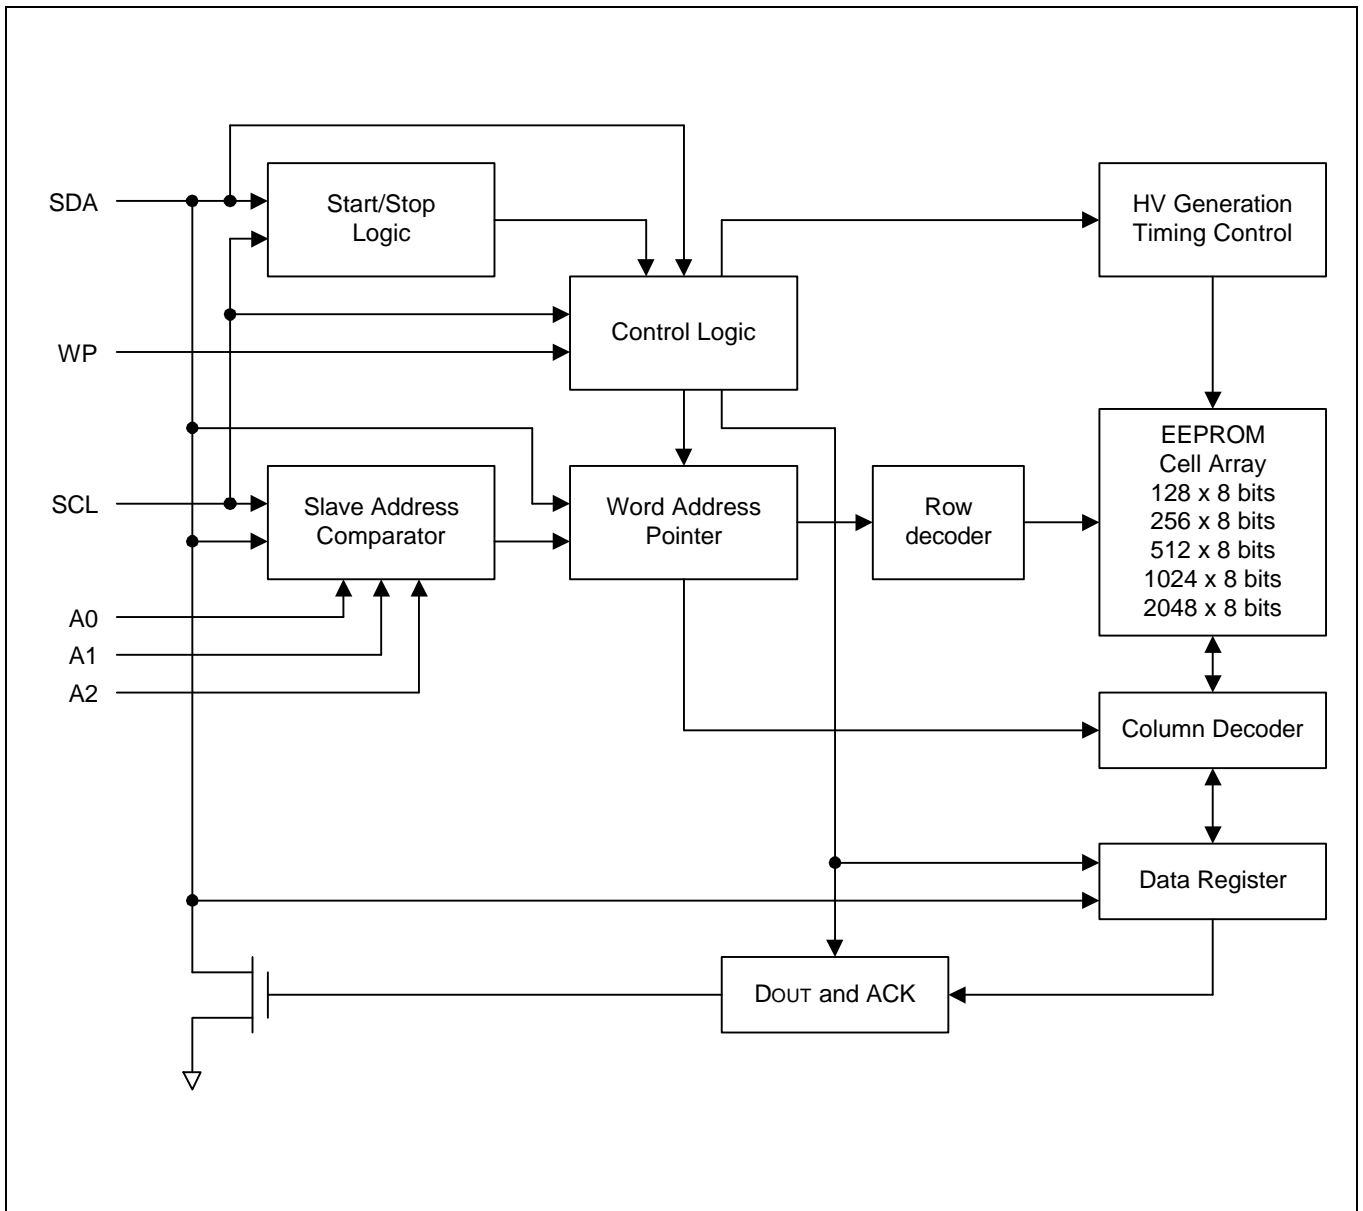 SDA
Start/Stop
Logic
HV Generation
Timing Control
Control Logic
WP
EEPROM
Cell Array
128 x 8 bits
256 x 8 bits
512 x 8 bits
1024 x 8 bits
2048 x 8 bits
SCL
Slave Address
Comparator
Word Address
Pointer
Row
decoder
A0
A1
A2
Column Decoder
Data Register
DOUT and ACK